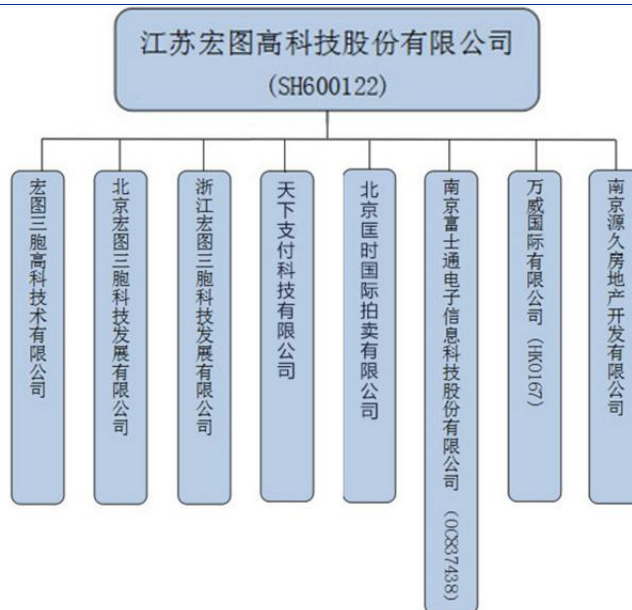 江苏宏图高科技股份有限公司
(SH600122)
宏图三胞高科技术有限公司
北京宏图三胞科技发展有限公司
浙江宏图三胞科技发展有限公司
天下支付科技有限公司
北京匡时国际拍卖有限公司
南京富士通电子信息科技股份有限公司 (OC837438)
万威国际有限公司 (HK0167)
南京源久房地产开发有限公司